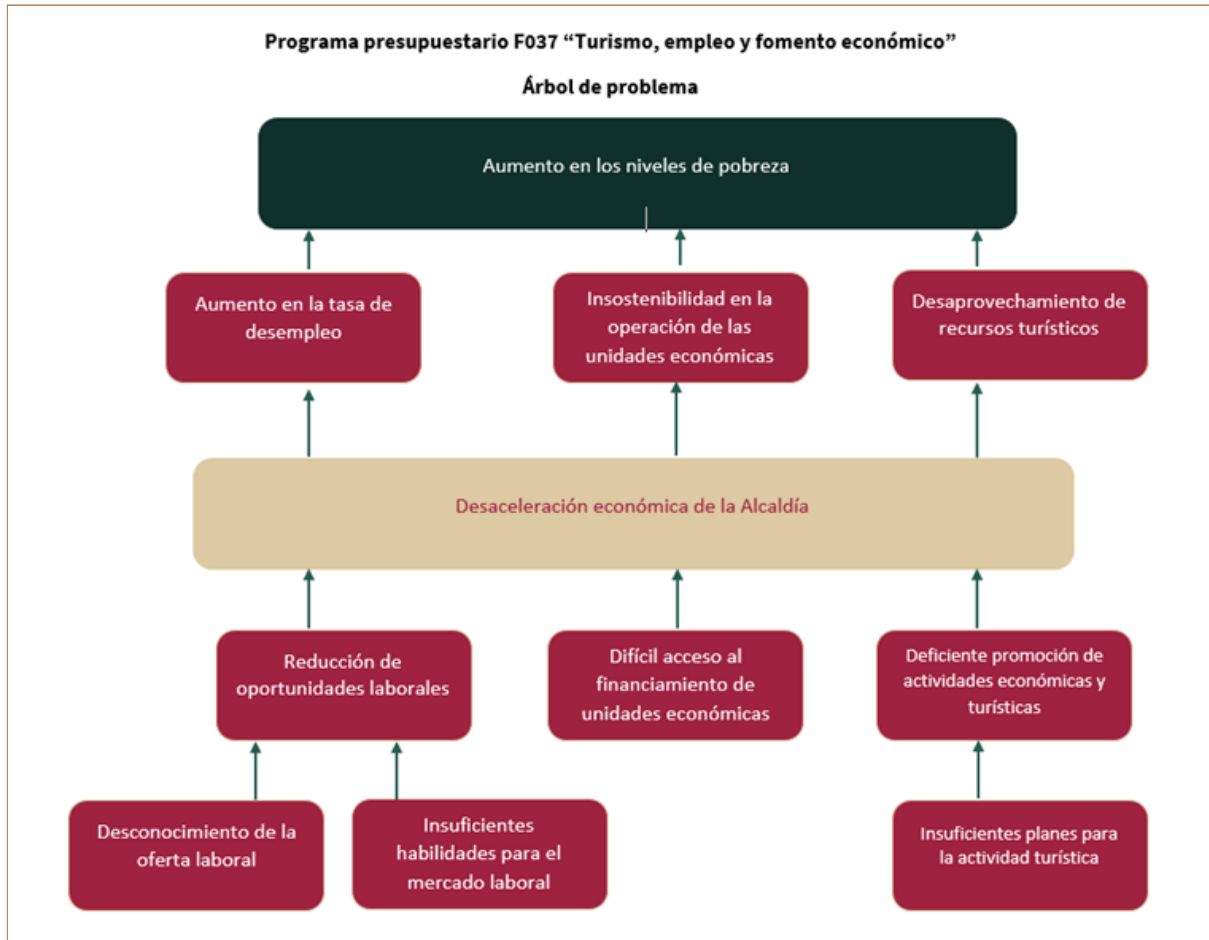 Programa presupuestario F037 “Turismo, empleo y fomento económico”
Árbol de problema
Aumento en los niveles de pobreza
Aumento en la tasa de
desempleo
Insostenibilidad en la
operación de las
unidades económicas
Desaprovechamiento de
recursos turísticos
Desaceleración económica de la Alcaldía
Reducción de
oportunidades laborales
Difícil acceso al
financiamiento de
unidades económicas
Deficiente promoción de
actividades económicas y
turísticas
Desconocimiento de la
oferta laboral
Insuficientes
habilidades para el
mercado laboral
Insuficientes planes para
la actividad turística